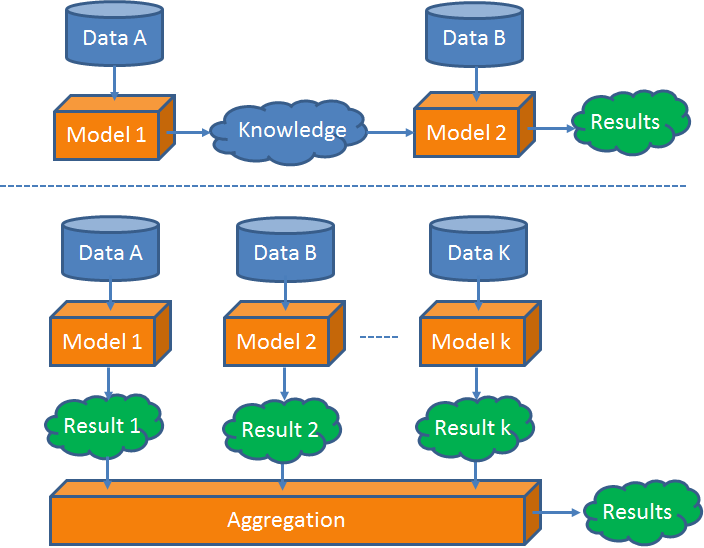 Data A
Data B
Model 1
Knowledge
Model 2
Results
Data A
Data B
Data K
Model 1
Model 2
Model k
Result 1
Result 2
Result k
Aggregation
Results